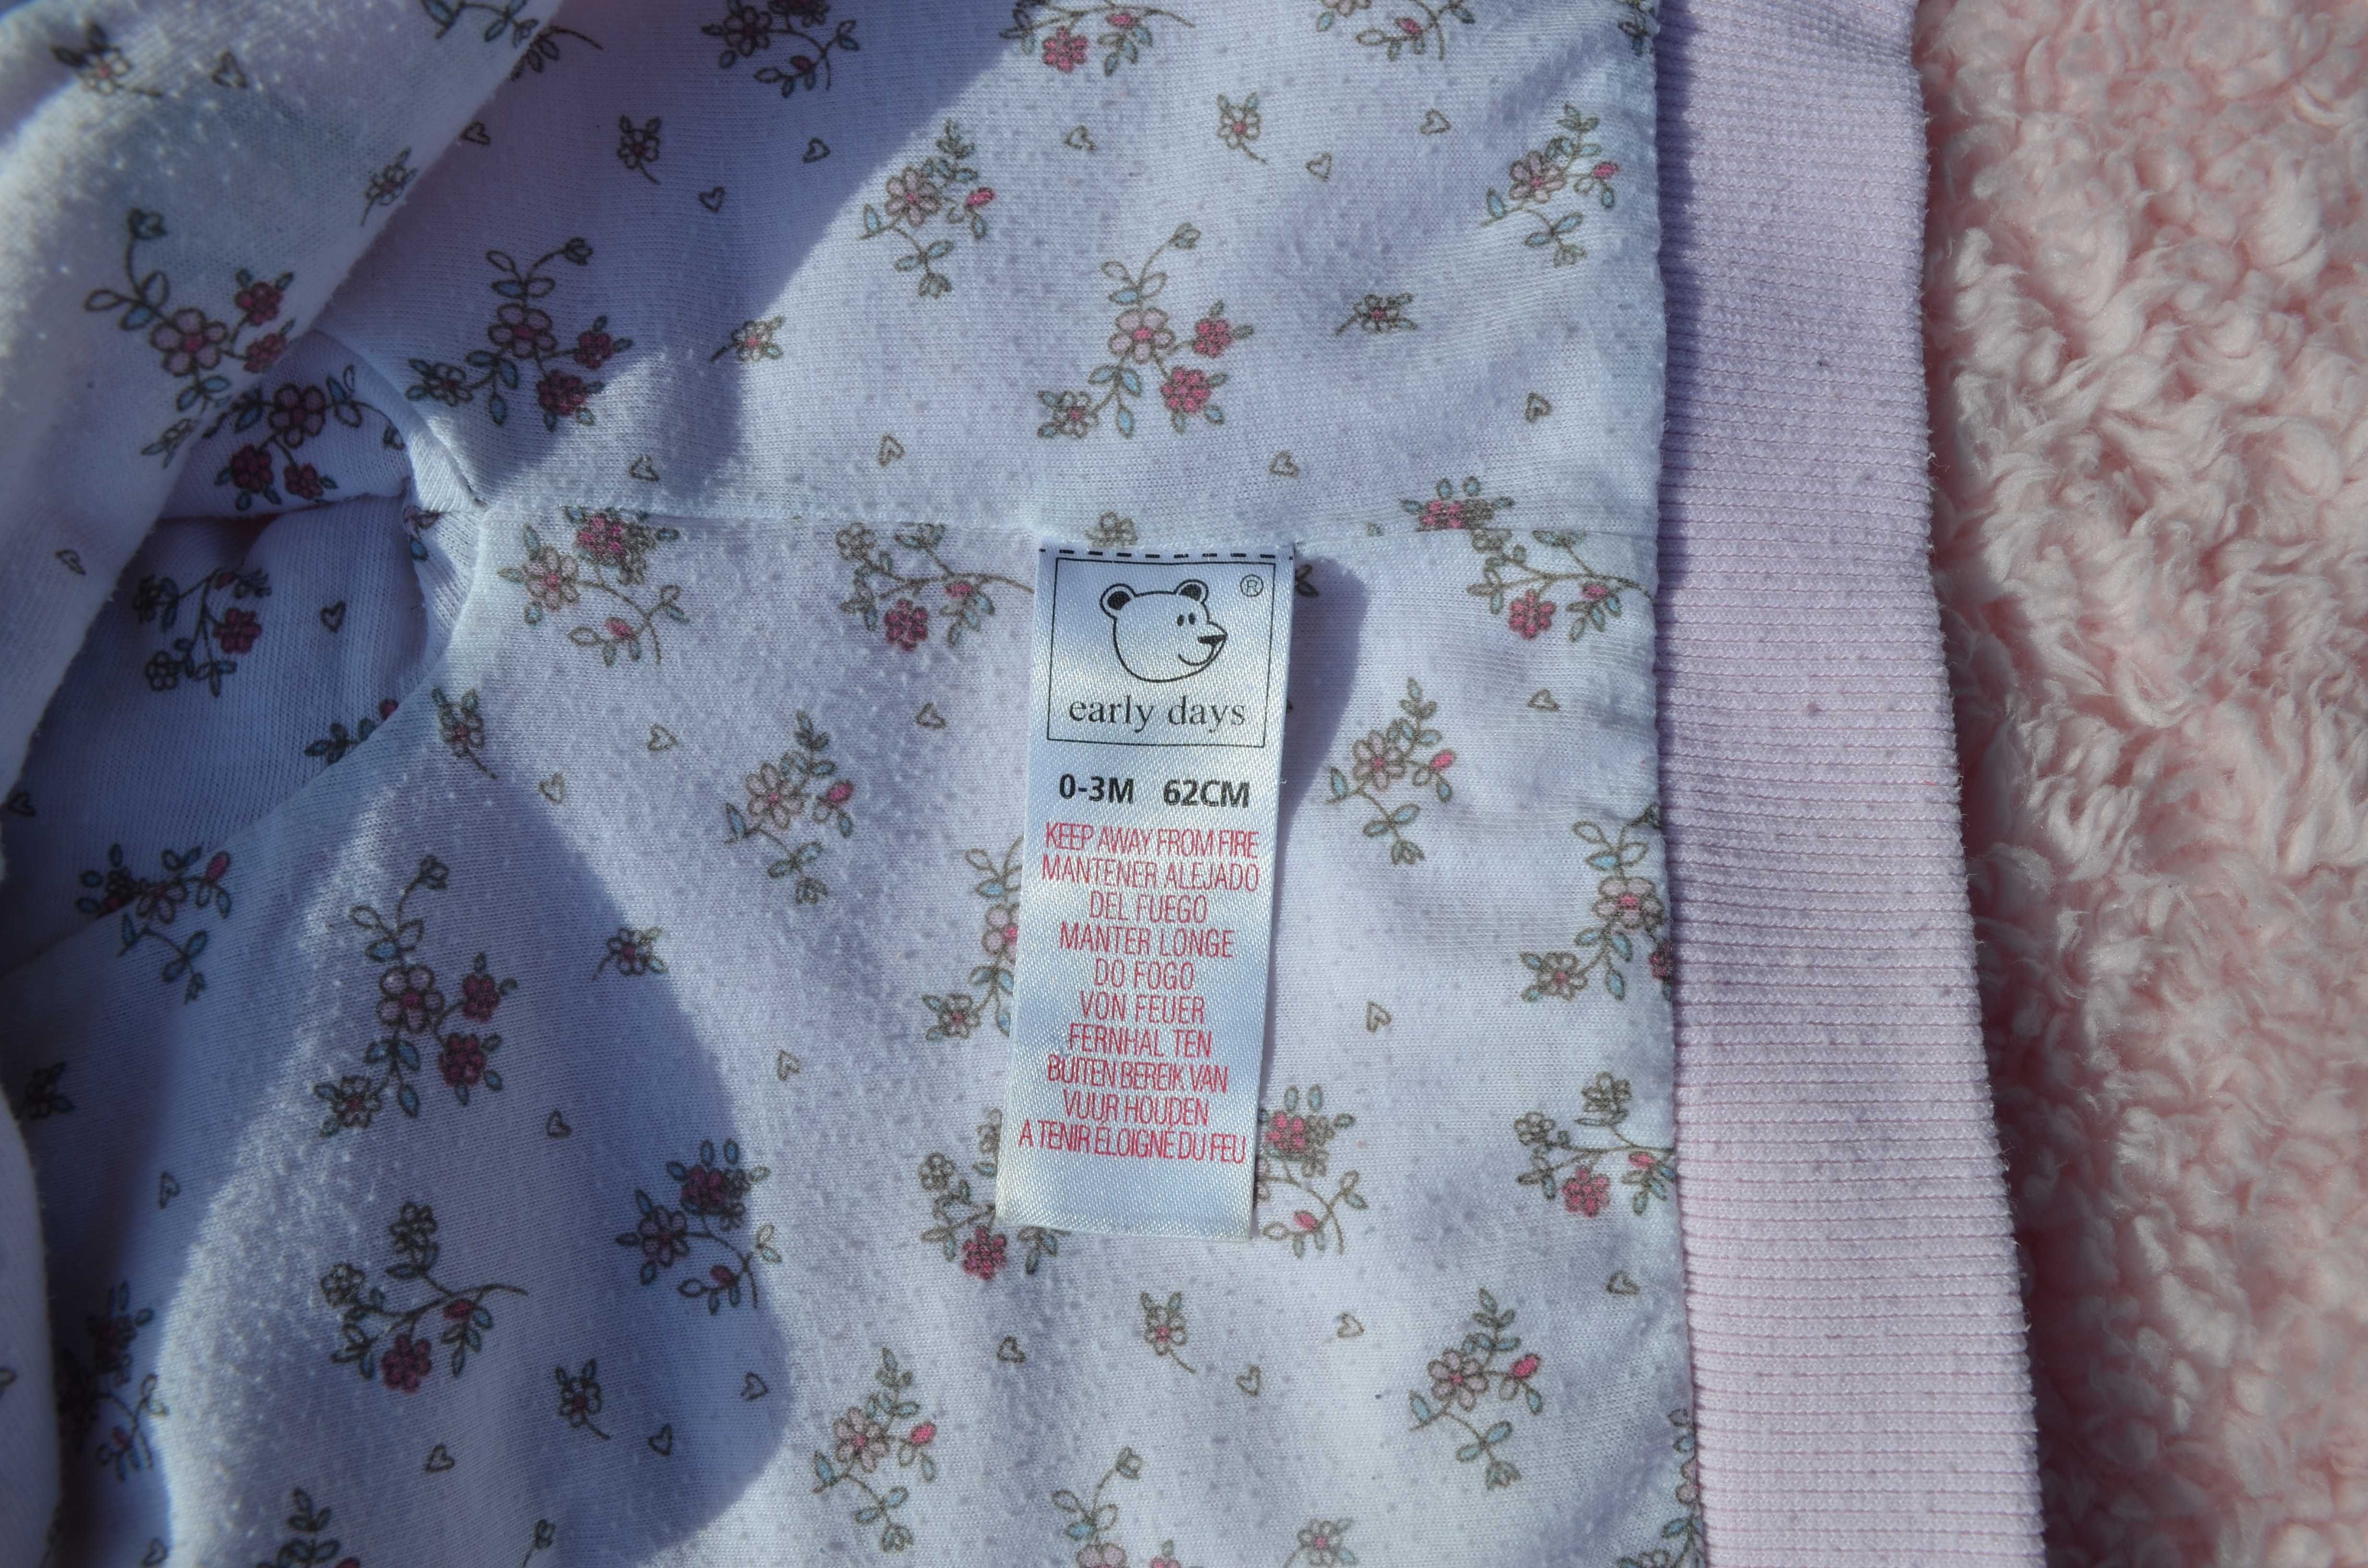 ®
early days
0-3M 62CM
KEEP AWAY FROM FIRE
MANTENER ALEJADO
DEL FUEGO
MANTER LONGE
DO FOGO
VON FEUER
FERNHAL TEN
BUITEN BEREIK VAN
VUUR HOUDEN
A TENIR ELOIGNE DU FEU